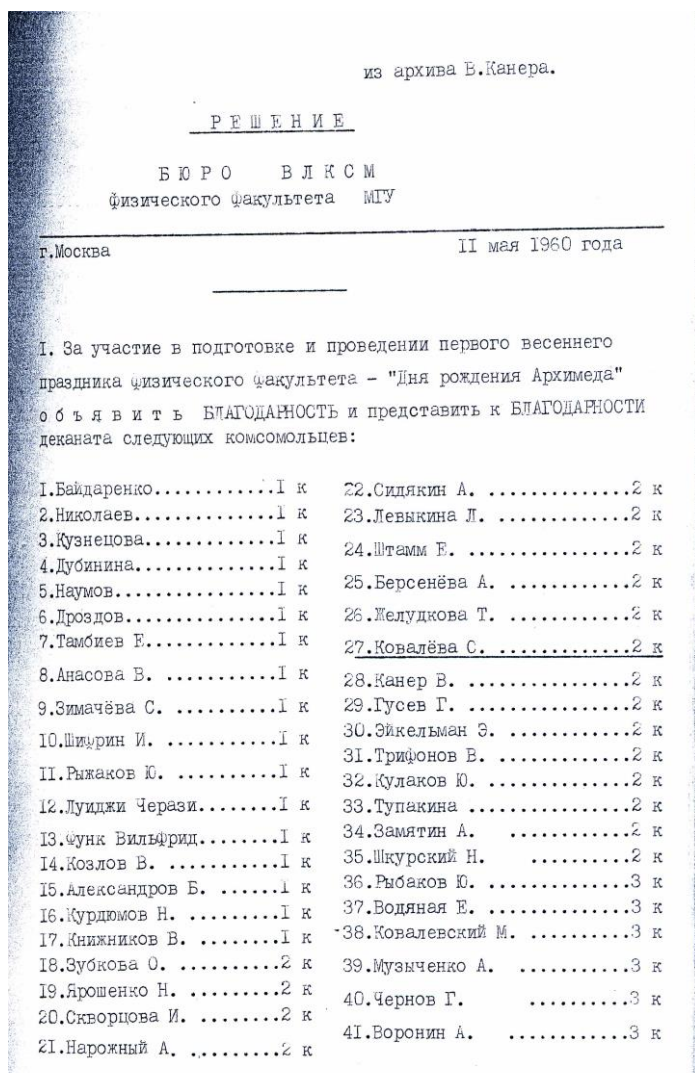 из архива В.Канера.
Р Е Ш Е Н И Е
Б Ю Р О В Л К С М
физического факультета МГУ
г.Москва II мая 1960 года
I. За участие в подготовке и проведении первого весеннего
праздника физического факультета - "Дня рождения Архимеда"
о б ъ я в и т ь БЛАГОДАРНОСТЬ и представить к БЛАГОДАРНОСТИ
деканата следующих комсомольцев:
I.Байдаренко............I к
2.Николаев..............I к
3.Кузнецова.............I к
4.Дубинина..............I к
5.Наумов................I к
6.Дроздов...............I к
7.Тамбиев Е.............I к
8.Анасова В. ...........I к
9.Зимачёва С. ..........I к
IO.Шифрин И. ...........I к
II.Рыжаков Ю. ..........I к
I2.Луиджи Черази........I к
I3.Функ Вильфрид........I к
I4.Козлов В. ...........I к
I5.Александров Б. ......I к
I6.Курдюмов Н. .........I к
I7.Книжников В. ........I к
I8.Зубкова О. ..........2 к
I9.Ярошенко Н. .........2 к
20.Скворцова И. ........2 к
2I.Нарожный А. .........2 к
22.Сидякин А. ..............2 к
23.Левыкина Л. .............2 к
24.Штамм Е. ................2 к
25.Берсенёва А. ............2 к
26.Желудкова Т. ............2 к
27.Ковалёва С. .............2 к
28.Канер В. ................2 к
29.Гусев Г. ................2 к
30.Эйкельман Э. ............2 к
3I.Трифонов В. .............2 к
32.Кулаков Ю. ..............2 к
33.Тупакина ................2 к
34.Замятин А. ............2 к
35.Шкурский Н. ..........2 к
36.Рыбаков Ю. ..............3 к
37.Водяная Е. ..............3 к
-38.Ковалевский М. ..........3 к
39.Музыченко А. ...........3 к
40.Чернов Г. ..........3 к
4I.Воронин А. ............3 к